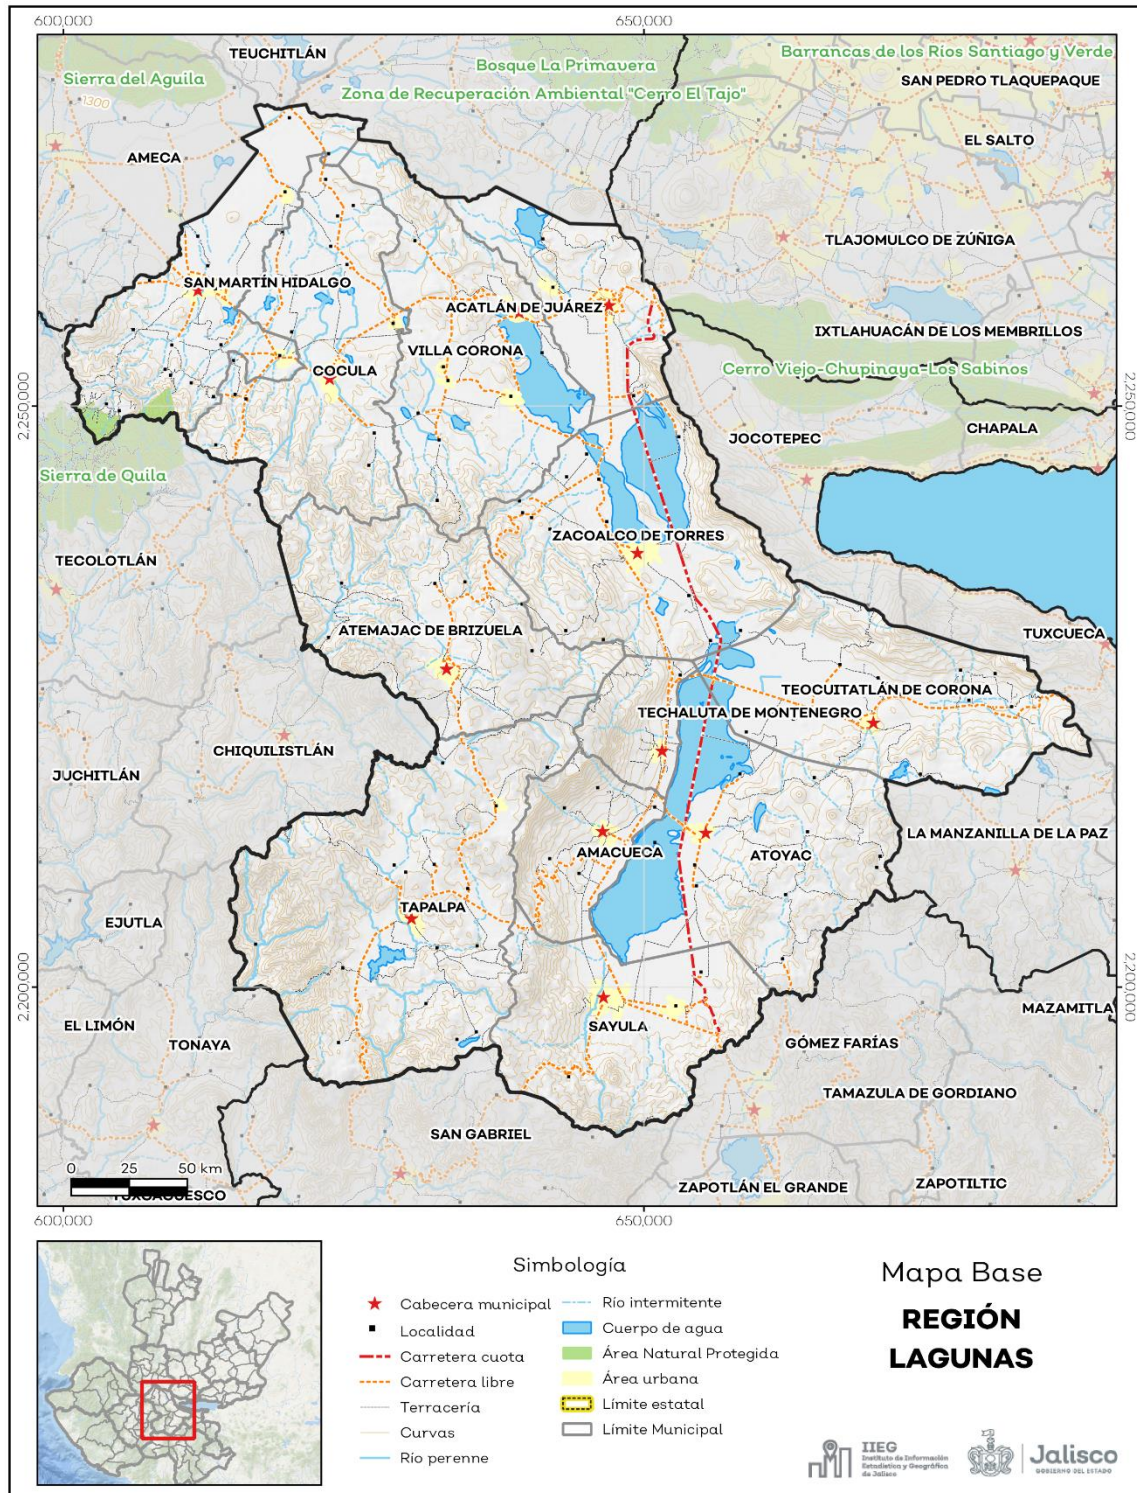 600,000
650,000
TEUCHITLÁN
Bosque La Primavera
Barrancas de los Ríos Santiago y Verde
Sierra del Aguila
SAN PEDRO TLAQUEPAQUE
Zona de Recuperación Ambiental "Cerro El Tajo"
1300
EL SALTO
AMECA
TLAJOMULCO DE ZÚÑIGA
SAN MARTÍN HIDALGO
ACATLÁN DE JUÁREZ
IXTLAHUACÁN DE LOS MEMBRILLOS
VILLA CORONA
COCULA
Cerro Viejo-Chupinaya-Los Sabinos
2,250,000
2,250,000
CHAPALA
JOCOTEPEC
Sierra de Quila
ZACOALCO DE TORRES
TECOLOTLÁN
ATEMAJAC DE BRIZUELA
TUXCUECA
TEOCUITATLÁN DE CORONA
TECHALUTA DE MONTENEGRO
CHIQUILISTLÁN
JUCHITLÁN
LA MANZANILLA DE LA PAZ
AMACUECA
ATOYAC
TAPALPA
EJUTLA
2,200,000
2,200,000
MAZAMITLA
EL LIMÓN
SAYULA
TONAYA
GÓMEZ FARÍAS
TAMAZULA DE GORDIANO
SAN GABRIEL
0 25 50 km
TUXCACUESCO
ZAPOTLÁN EL GRANDE
ZAPOTILTIC
600,000
650,000
Simbología
Cabecera municipal
Localidad
Carretera cuota
Carretera libre
Terracería
Curvas
Río perenne
Río intermitente
Cuerpo de agua
Área Natural Protegida
Área urbana
Límite estatal
Límite Municipal
Mapa Base
REGIÓN
LAGUNAS
IIEG
Instituto de Información
Estadística y Geográfica
de Jalisco
Jalisco
GOBIERNO DEL ESTADO